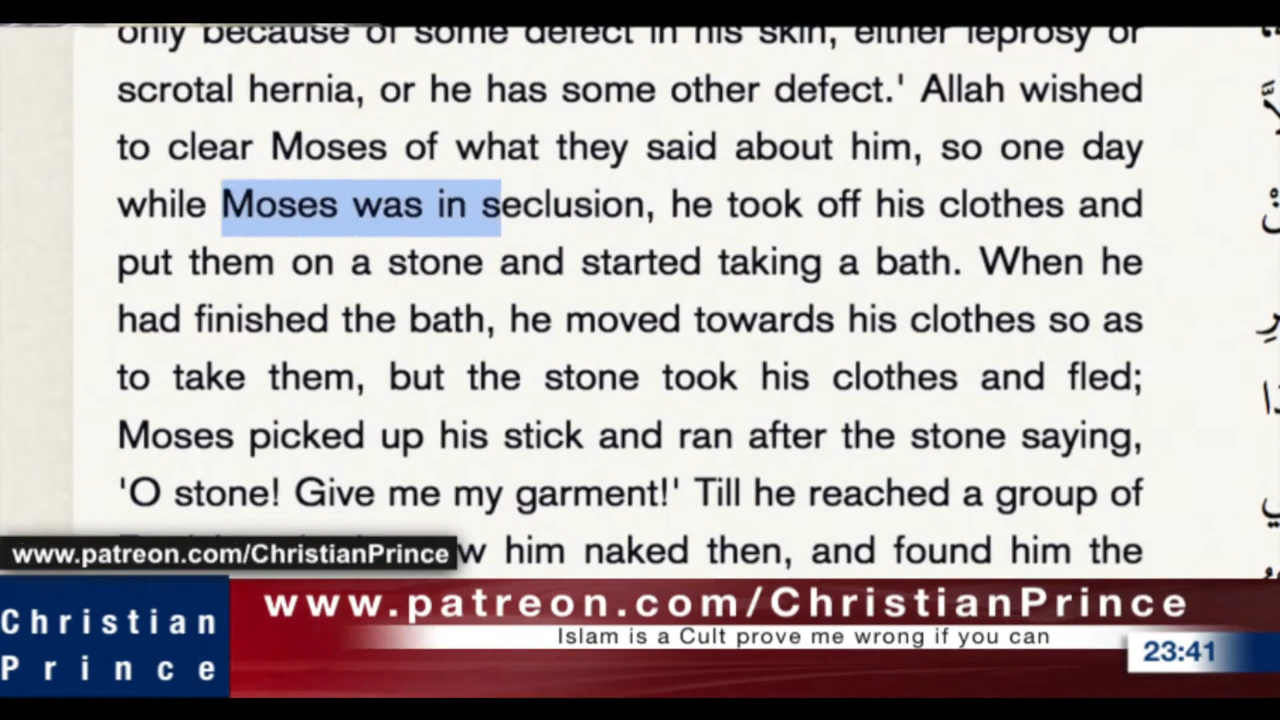 only because of some defect in his skin, either leprosy or
scrotal hernia, or he has some other defect.' Allah wished
to clear Moses of what they said about him, so one day
while Moses was in seclusion, he took off his clothes and
put them on a stone and started taking a bath. When he
had finished the bath, he moved towards his clothes so as
to take them, but the stone took his clothes and fled;
Moses picked up his stick and ran after the stone saying,
'O stone! Give me my garment!' Till he reached a group of
him naked then, and found him the
www.patreon.com/ChristianPrince
Christian
Prince
www.patreon.com/ChristianPrince
Islam is a Cult prove me wrong if you can
23:41